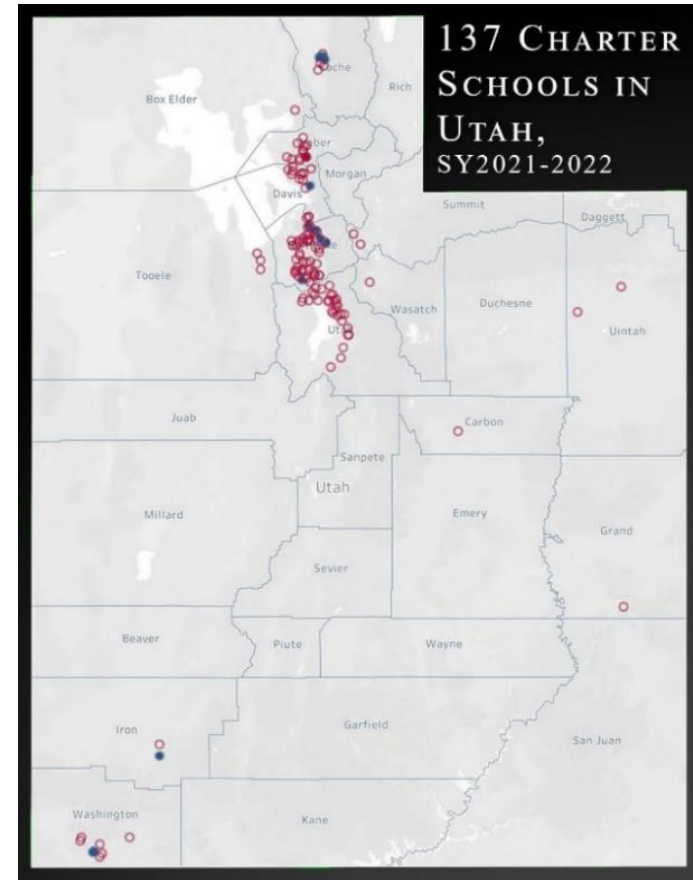 137 CHARTER
SCHOOLS IN
UTAH,
SY2021-2022
Box Elder
Rich
Morgan
Davis
Summit
Daggett
Tooele
Wasatch
Duchesne
Uintah
Juab
Carbon
Sanpete
Utah
Millard
Emery
Grand
Sevier
Beaver
Piute
Wayne
Iron
Garfield
San Juan
Washington
Kane